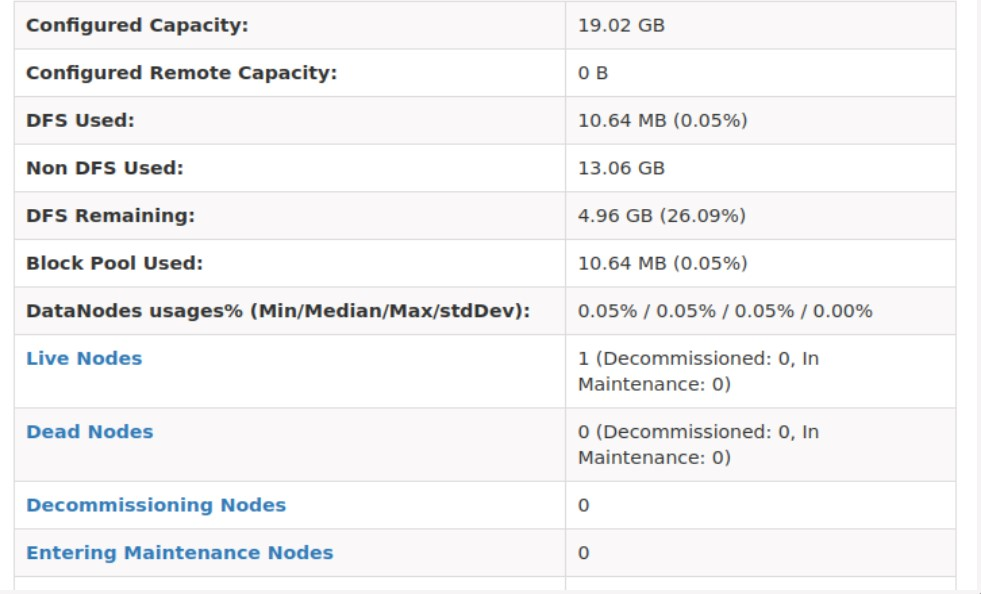 Configured Capacity: 19.02 GB
Configured Remote Capacity: 0 B
DFS Used: 10.64 MB (0.05%)
Non DFS Used: 13.06 GB
DFS Remaining: 4.96 GB (26.09%)
Block Pool Used: 10.64 MB (0.05%)
DataNodes usages% (Min/Median/Max/stdDev): 0.05% / 0.05% / 0.05% / 0.00%
Live Nodes 1 (Decommissioned: 0, In
Maintenance: 0)
Dead Nodes 0 (Decommissioned: 0, In
Maintenance: 0)
Decommissioning Nodes 0
Entering Maintenance Nodes 0